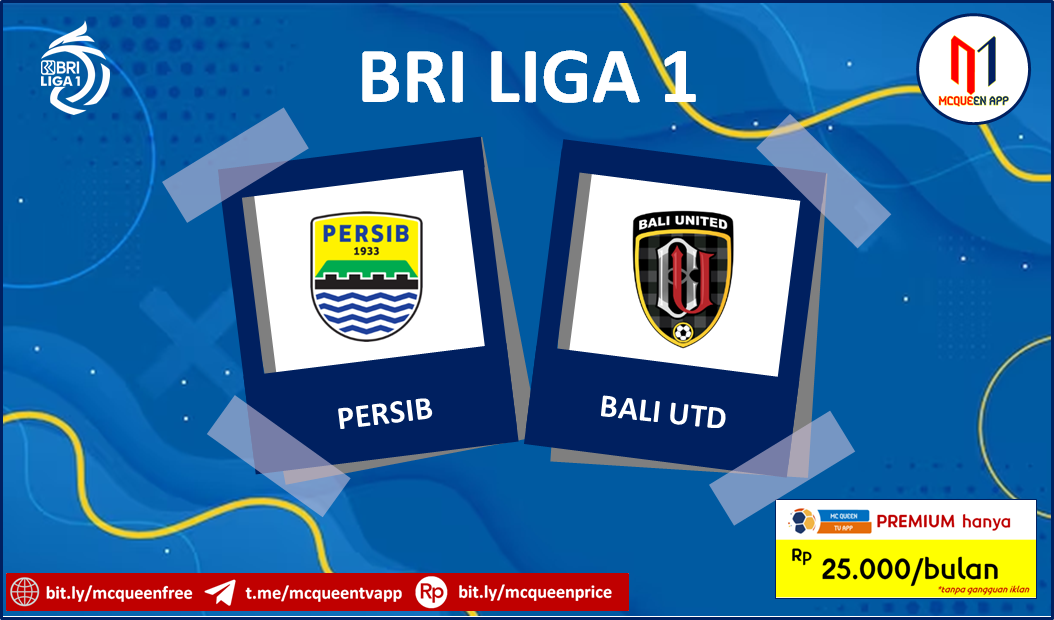 BRI
LIGA 1
BRI LIGA 1
MCQUEEN APP
PERSIB
1933
BALI UNITED
PERSIB
BALI UTD
MC QUEEN
TU APP
PREMIUM hanya
Rp 25.000/bulan
*tanpa gangguan iklan
bit.ly/mcqueenfree t.me/mcqueentvapp Rp bit.ly/mcqueenprice